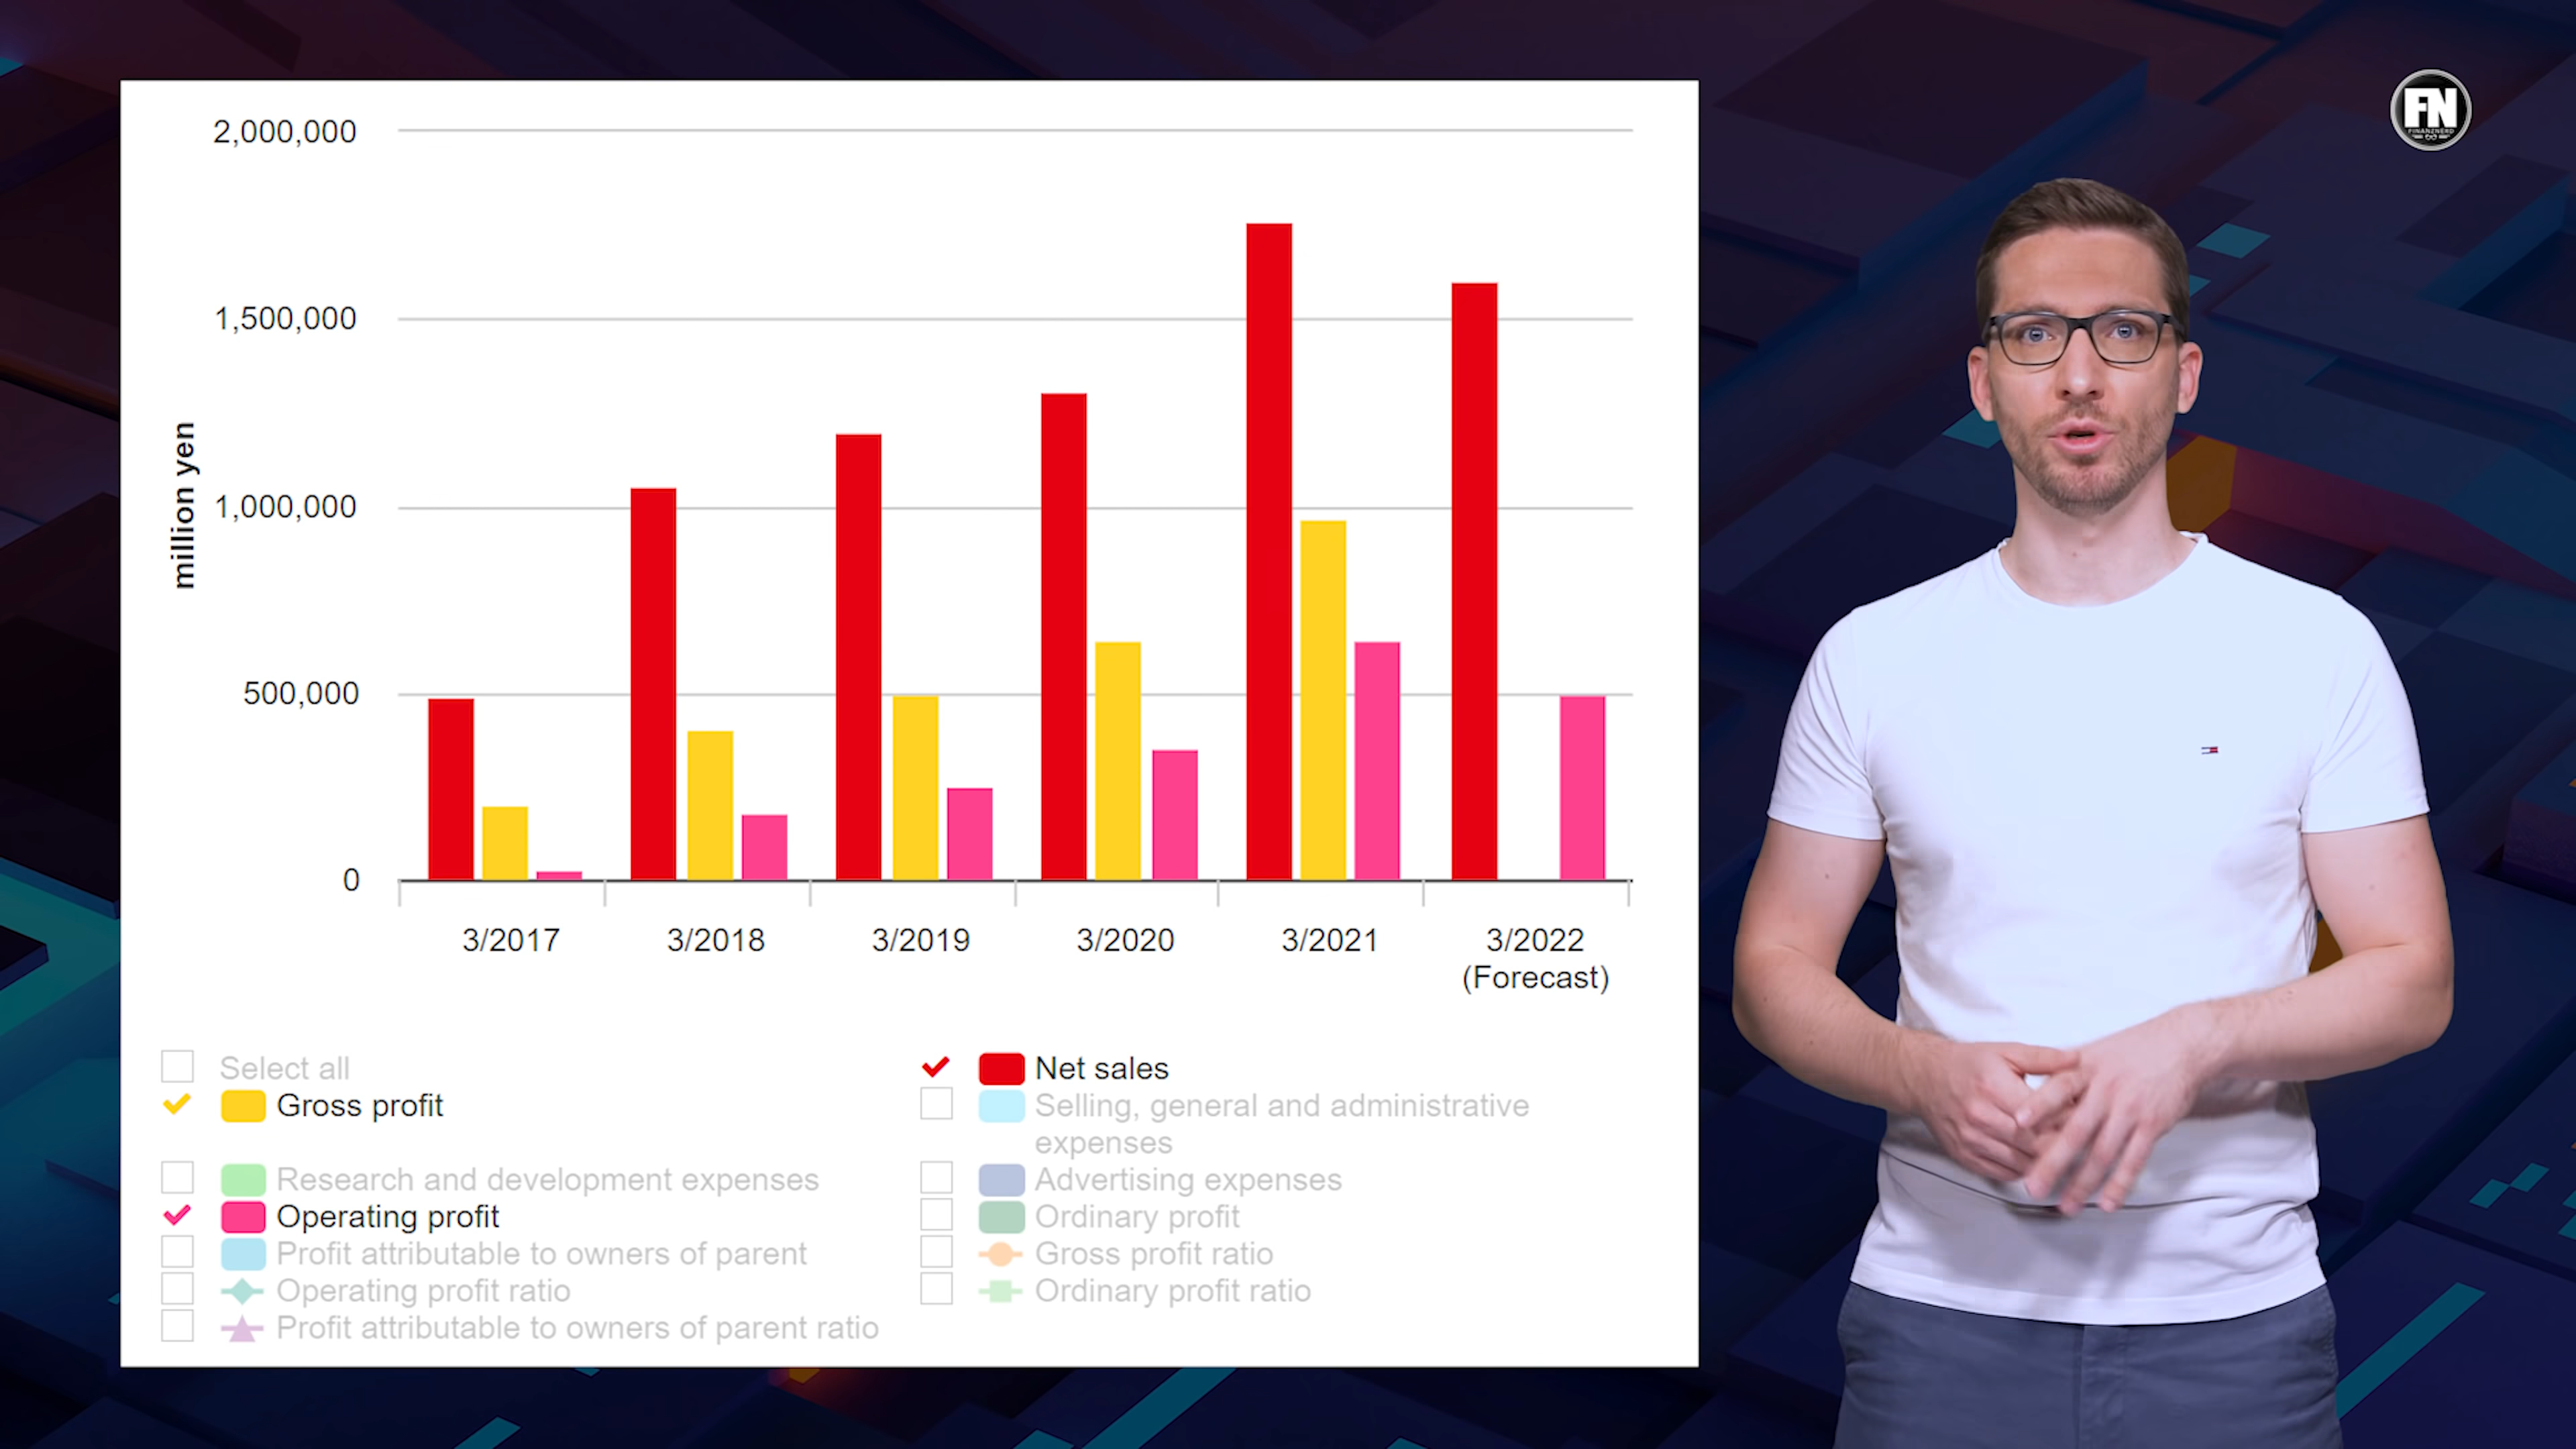 2,000,000
1,500,000
1,000,000
500,000
0
million yen
3/2017
3/2018
3/2019
3/2020
3/2021
3/2022
(Forecast)
Select all
Net sales
Gross profit
Selling, general and administrative
expenses
Research and development expenses
Advertising expenses
Operating profit
Ordinary profit
Profit attributable to owners of parent
Gross profit ratio
Operating profit ratio
Ordinary profit ratio
Profit attributable to owners of parent ratio
FN
FINANZNERD